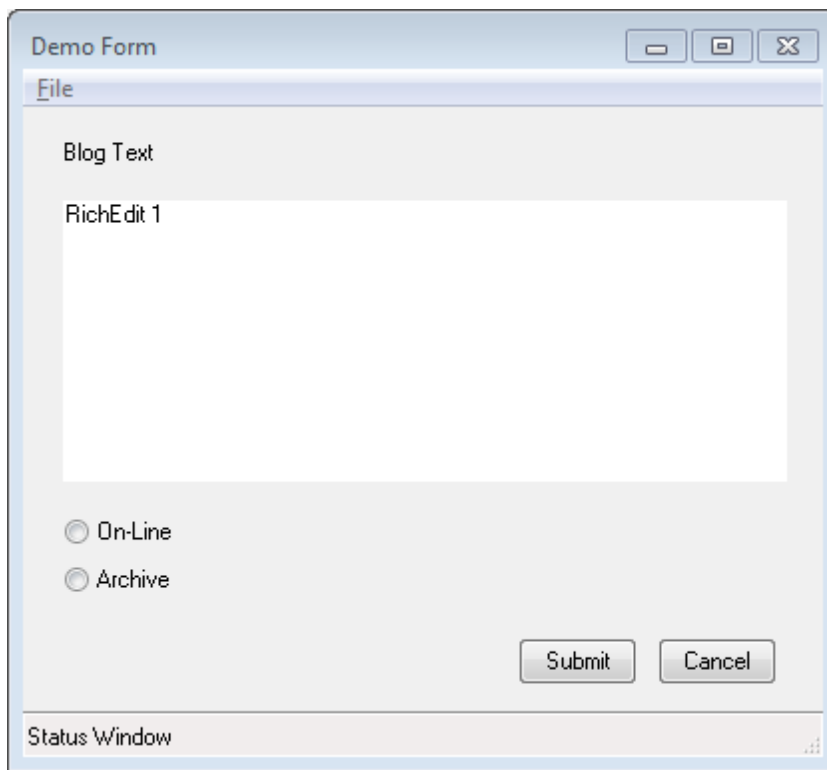 Demo Form
File
Blog Text
RichEdit 1
On-Line
Archive
Submit Cancel
Status Window